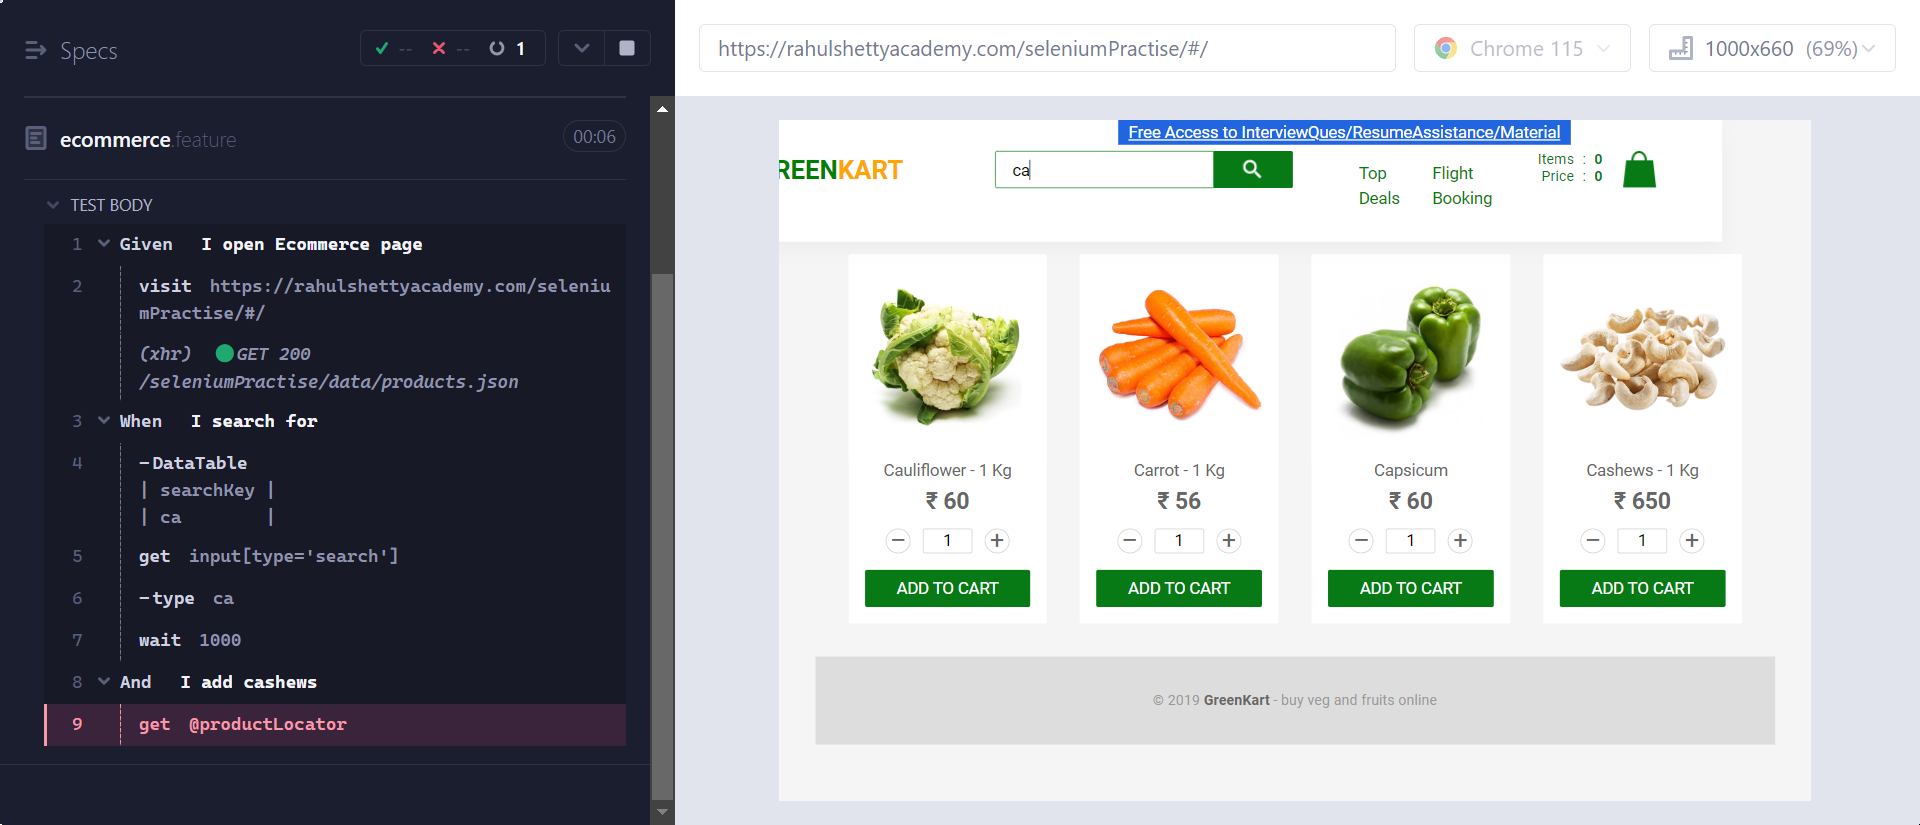 Specs
-- -- 1
https://rahulshettyacademy.com/seleniumPractise/#/
Chrome 115
1000x660 (69%)
ecommerce.feature
00:06
TEST BODY
1 Given I open Ecommerce page
2 visit https://rahulshettyacademy.com/seleniu
mPractise/#/
(xhr) GET 200
/seleniumPractise/data/products.json
3 When I search for
4 -DataTable
| searchKey |
| ca |
5 get input[type='search']
6 -type ca
7 wait 1000
8 And I add cashews
9 get @productLocator
Free Access to InterviewQues/ResumeAssistance/Material
REENKART
ca
Top
Deals
Flight
Booking
Items : 0
Price : 0
Cauliflower - 1 Kg
₹ 60
− 1 +
ADD TO CART
Carrot - 1 Kg
₹ 56
− 1 +
ADD TO CART
Capsicum
₹ 60
− 1 +
ADD TO CART
Cashews - 1 Kg
₹ 650
− 1 +
ADD TO CART
© 2019 GreenKart - buy veg and fruits online